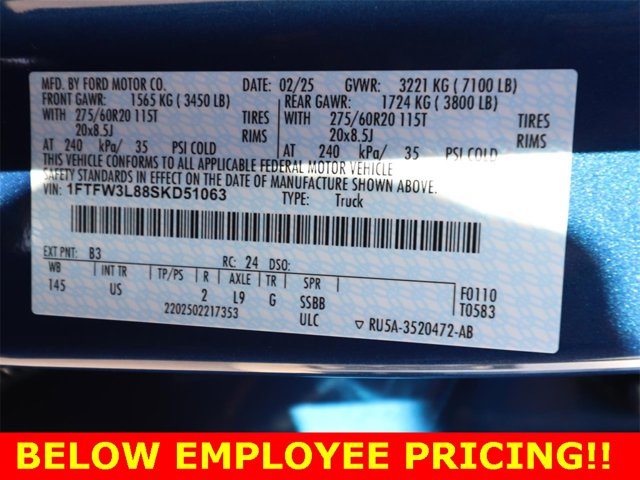 MFD. BY FORD MOTOR CO. DATE: 02/25 GVWR: 3221 KG ( 7100 LB)
FRONT GAWR: 1565 KG ( 3450 LB) REAR GAWR: 1724 KG ( 3800 LB)
WITH 275/60R20 115T TIRES WITH 275/60R20 115T TIRES
20x8.5J RIMS 20x8.5J RIMS
AT 240 kPa/ 35 PSI COLD AT 240 kPa/ 35 PSI COLD
THIS VEHICLE CONFORMS TO ALL APPLICABLE FEDERAL MOTOR VEHICLE
SAFETY STANDARDS IN EFFECT ON THE DATE OF MANUFACTURE SHOWN ABOVE.
VIN: 1FTFW3L88SKD51063 TYPE: Truck
EXT PNT: B3 RC: 24 DSO:
WB INT TR TP/PS R AXLE TR SPR F0110
145 US 2 L9 G SSBB T0583
2202502217353 ULC ▽ RU5A-3520472-AB
BELOW EMPLOYEE PRICING!!